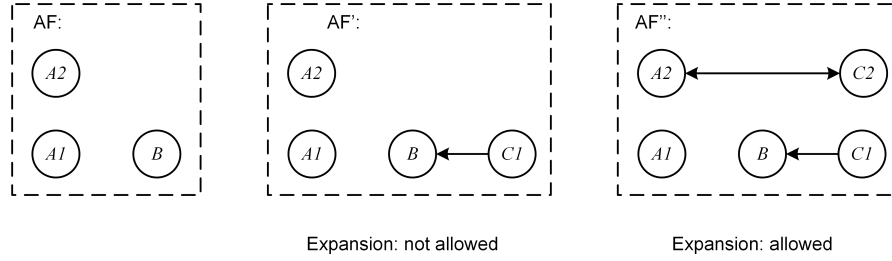 AF:
A2
A1
B
AF':
A2
A1
B
C1
Expansion: not allowed
AF'':
A2
C2
A1
B
C1
Expansion: allowed